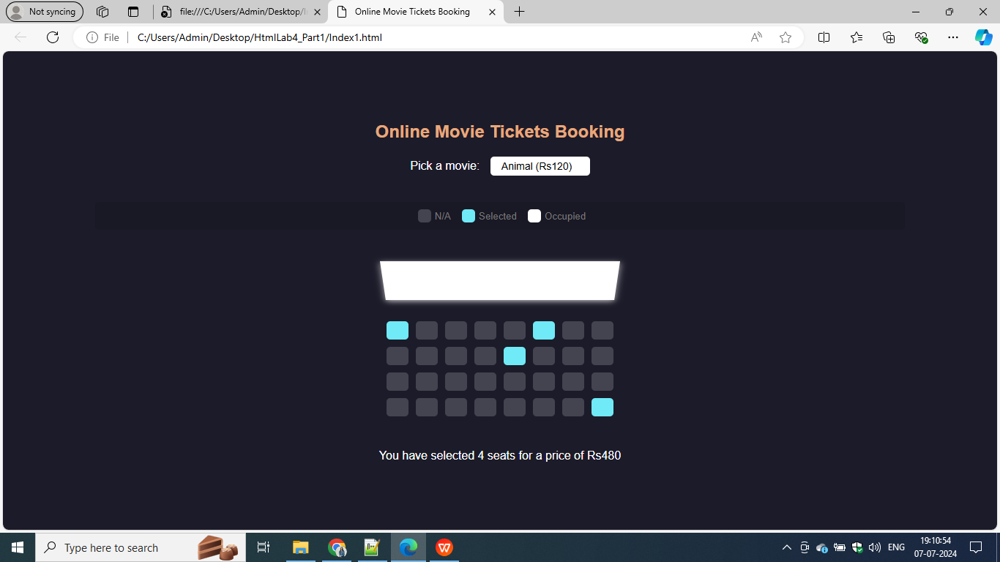 Not syncing
file:///C:/Users/Admin/Desktop/
Online Movie Tickets Booking
File
C:/Users/Admin/Desktop/HtmlLab4_Part1/Index1.html
Online Movie Tickets Booking
Pick a movie: Animal (Rs120)
N/A Selected Occupied
You have selected 4 seats for a price of Rs480
Type here to search
ENG
19:10:54
07-07-2024